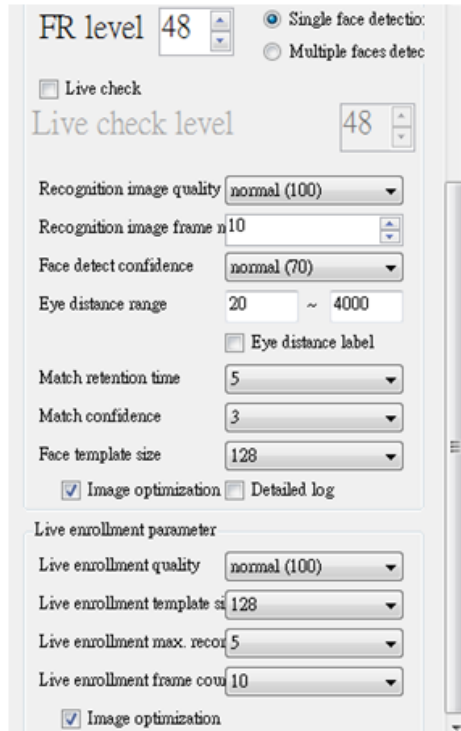 FR level 48 Single face detectio
Multiple faces detec
Live check
Live check level 48
Recognition image quality normal (100)
Recognition image frame n 10
Face detect confidence normal (70)
Eye distance range 20 ~ 4000
Eye distance label
Match retention time 5
Match confidence 3
Face template size 128
Image optimization Detailed log
Live enrollment parameter
Live enrollment quality normal (100)
Live enrollment template si 128
Live enrollment max. recor 5
Live enrollment frame cou 10
Image optimization